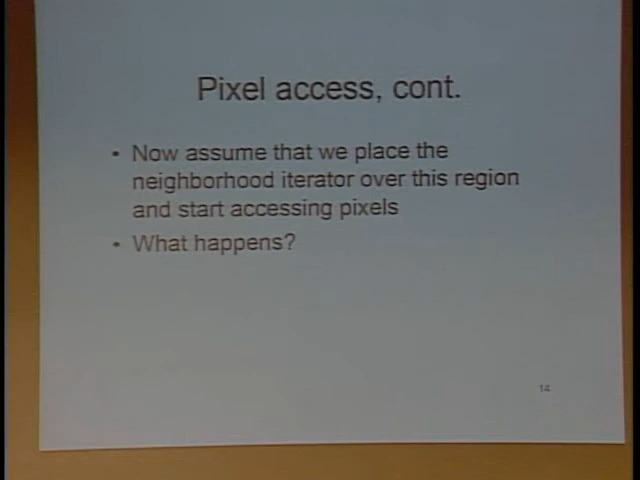 Pixel access, cont.
• Now assume that we place the
neighborhood iterator over this region
and start accessing pixels
• What happens?
14